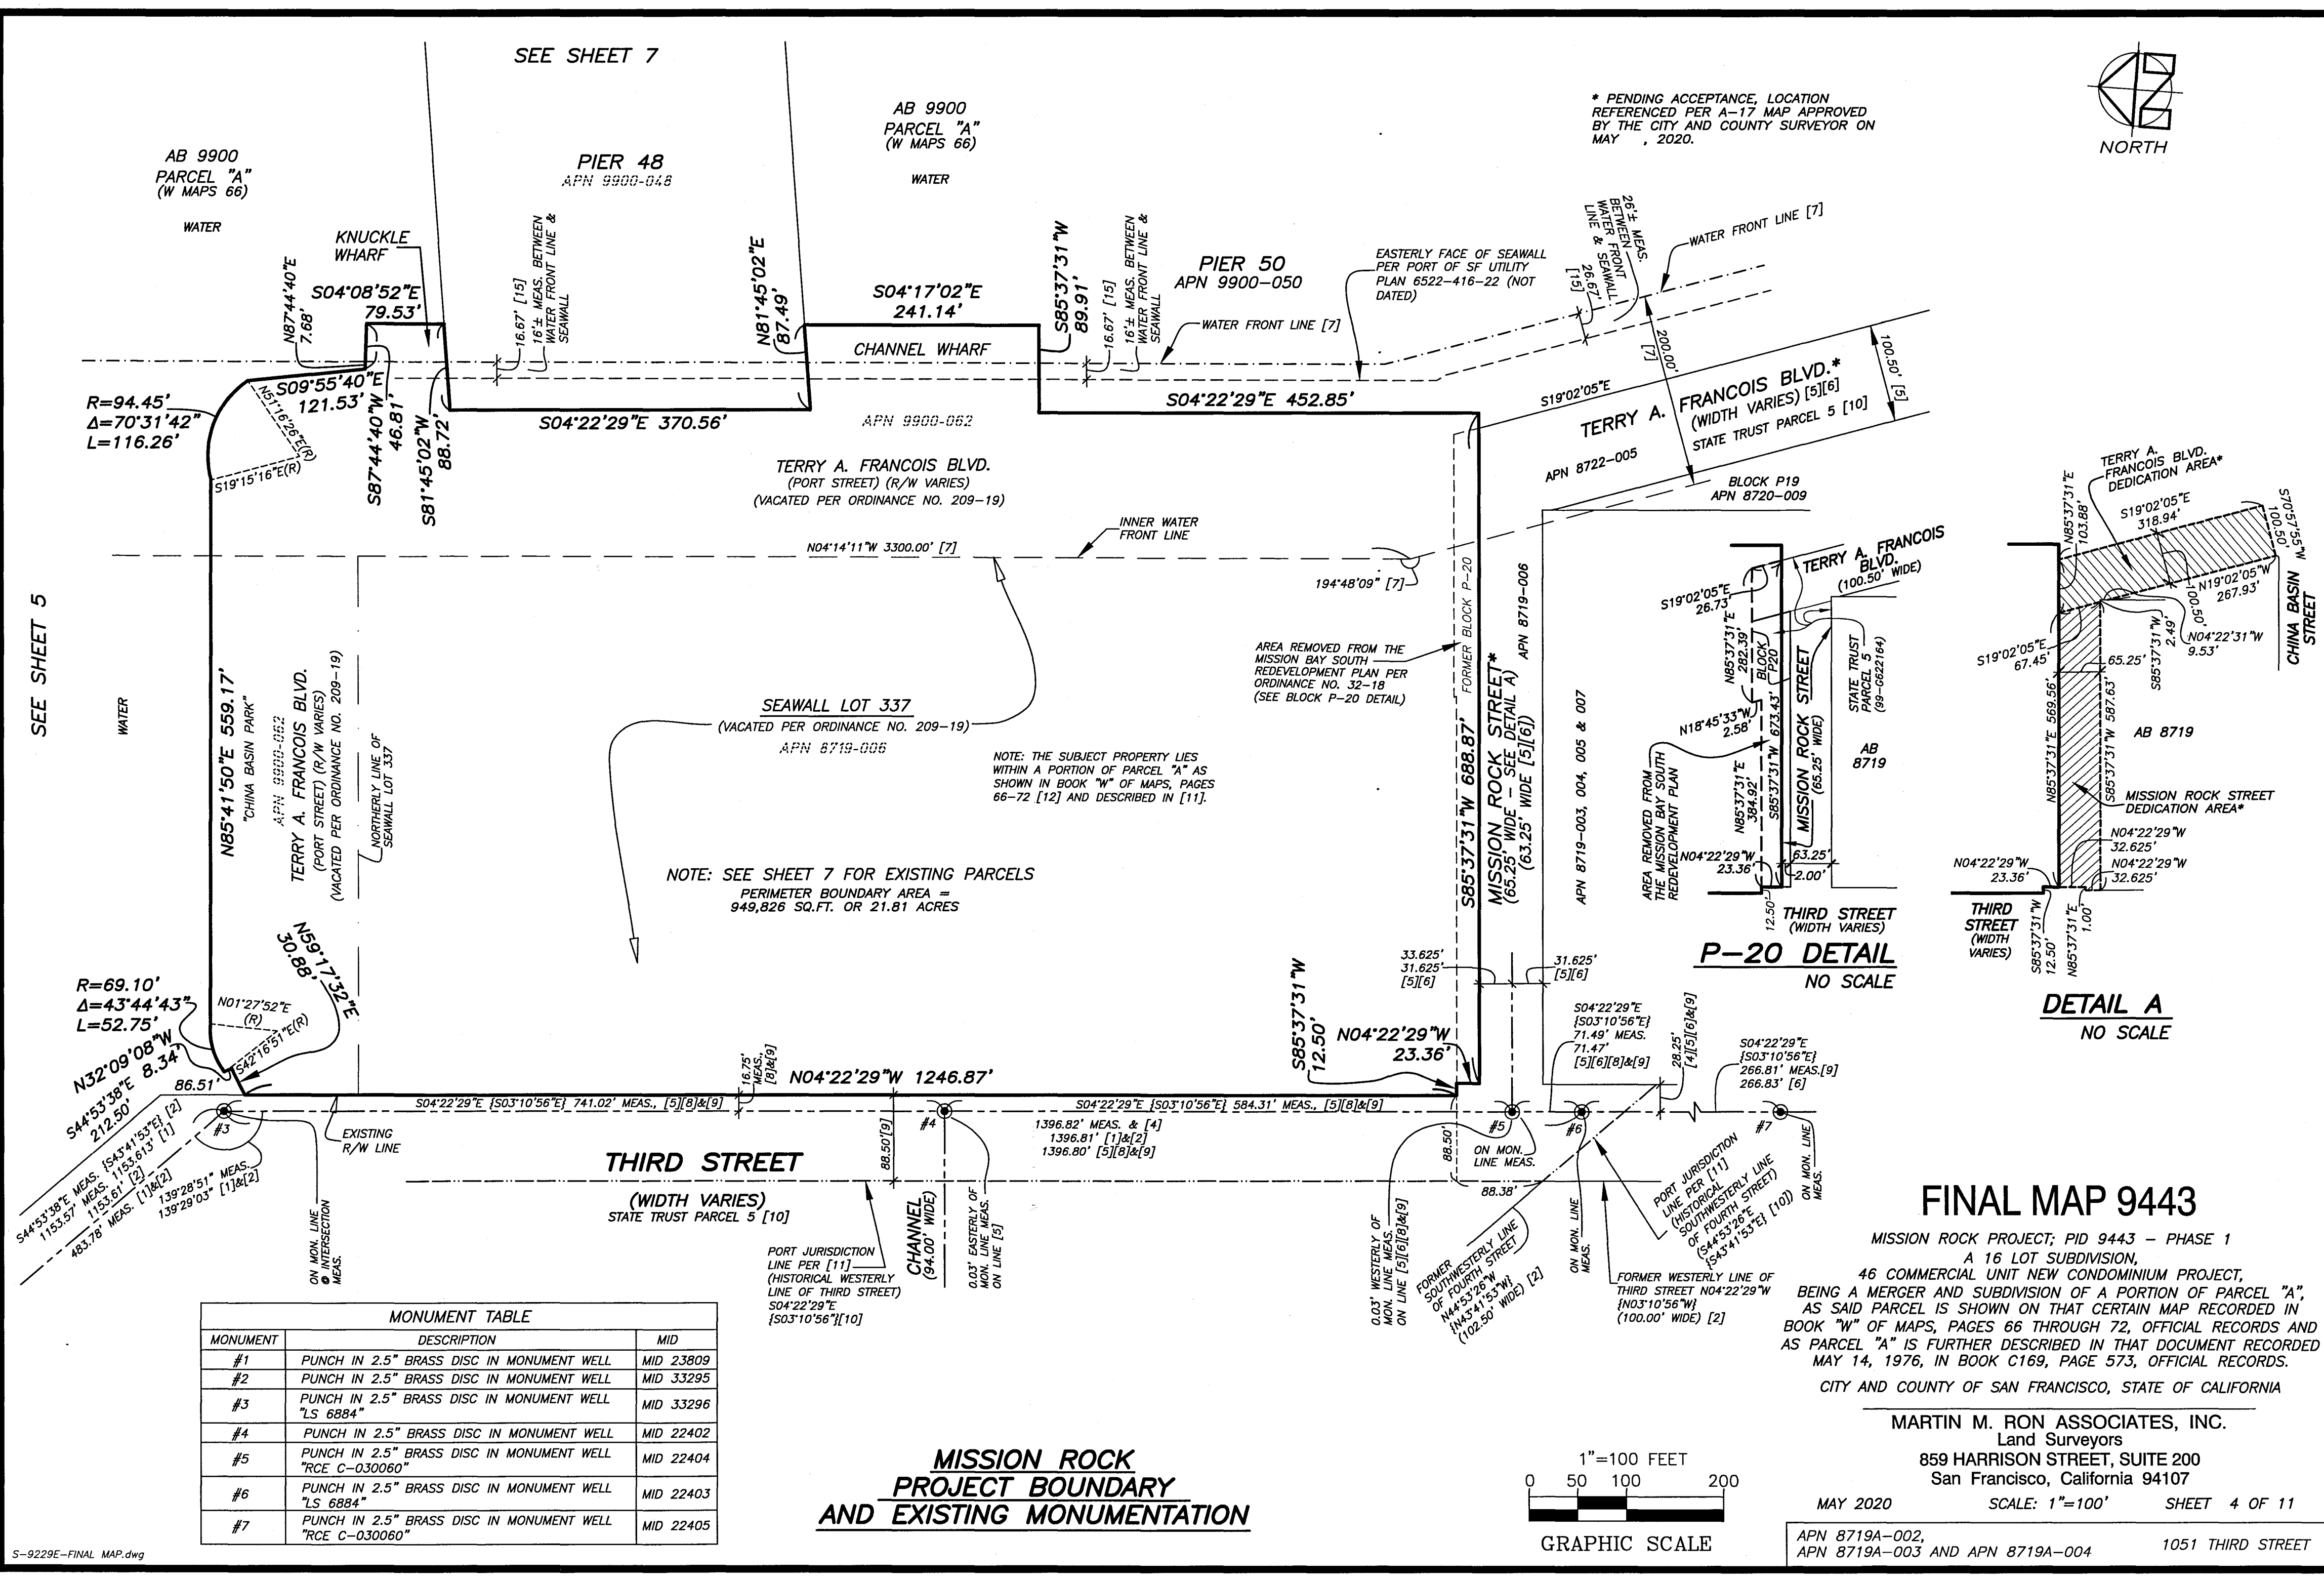 SEE SHEET 7
AB 9900
PARCEL "A"
(W MAPS 66)
WATER
PIER 48
APN 9900-048
AB 9900
PARCEL "A"
(W MAPS 66)
WATER
* PENDING ACCEPTANCE, LOCATION
REFERENCED PER A-17 MAP APPROVED
BY THE CITY AND COUNTY SURVEYOR ON
MAY , 2020.
NORTH
KNUCKLE
WHARF
N87°44'40"E
7.68'
S04°08'52"E
79.53'
16.67' [15]
16'± MEAS. BETWEEN
WATER FRONT LINE &
SEAWALL
N81°45'02"E
87.49'
S04°17'02"E
241.14'
CHANNEL WHARF
S85°37'31"W
89.91'
16.67' [15]
16'± MEAS. BETWEEN
WATER FRONT LINE &
SEAWALL
PIER 50
APN 9900-050
WATER FRONT LINE [7]
EASTERLY FACE OF SEAWALL
PER PORT OF SF UTILITY
PLAN 6522-416-22 (NOT
DATED)
26'± MEAS.
BETWEEN
WATER FRONT
LINE & SEAWALL
26.67'
[15]
WATER FRONT LINE [7]
200.00'
[7]
100.50' [5]
R=94.45'
Δ=70°31'42"
L=116.26'
N51°16'26"E(R)
S19°15'16"E(R)
S09°55'40"E
121.53'
S87°44'40"W
46.81'
S81°45'02"W
88.72'
S04°22'29"E 370.56'
APN 9900-062
S04°22'29"E 452.85'
S19°02'05"E
TERRY A. FRANCOIS BLVD.*
(WIDTH VARIES) [5][6]
STATE TRUST PARCEL 5 [10]
APN 8722-005
BLOCK P19
APN 8720-009
TERRY A. FRANCOIS BLVD.
(PORT STREET) (R/W VARIES)
(VACATED PER ORDINANCE NO. 209-19)
INNER WATER
FRONT LINE
N04°14'11"W 3300.00' [7]
194°48'09" [7]
SEE SHEET 5
WATER
N85°41'50"E 559.17'
"CHINA BASIN PARK"
APN 9900-062
TERRY A. FRANCOIS BLVD.
(PORT STREET) (R/W VARIES)
(VACATED PER ORDINANCE NO. 209-19)
NORTHERLY LINE OF
SEAWALL LOT 337
SEAWALL LOT 337
(VACATED PER ORDINANCE NO. 209-19)
APN 8719-006
NOTE: THE SUBJECT PROPERTY LIES
WITHIN A PORTION OF PARCEL "A" AS
SHOWN IN BOOK "W" OF MAPS, PAGES
66-72 [12] AND DESCRIBED IN [11].
NOTE: SEE SHEET 7 FOR EXISTING PARCELS
PERIMETER BOUNDARY AREA =
949,826 SQ.FT. OR 21.81 ACRES
AREA REMOVED FROM THE
MISSION BAY SOUTH
REDEVELOPMENT PLAN PER
ORDINANCE NO. 32-18
(SEE BLOCK P-20 DETAIL)
FORMER BLOCK P-20
S85°37'31"W 688.87'
MISSION ROCK STREET*
(65.25' WIDE - SEE DETAIL A)
(63.25' WIDE [5][6])
APN 8719-006
APN 8719-003, 004, 005 & 007
TERRY A. FRANCOIS
BLVD.
(100.50' WIDE)
S19°02'05"E
26.73'
N85°37'31"E
282.39'
BLOCK
P20
N18°45'33"W
2.58'
N85°37'31"E
384.92'
S85°37'31"W 673.43'
MISSION ROCK STREET
(65.25' WIDE)
STATE TRUST
PARCEL 5
(99-G622164)
AB
8719
AREA REMOVED FROM
THE MISSION BAY SOUTH
REDEVELOPMENT PLAN
N04°22'29"W
23.36'
63.25'
2.00'
12.50'
THIRD STREET
(WIDTH VARIES)
P-20 DETAIL
NO SCALE
TERRY A.
FRANCOIS BLVD.
DEDICATION AREA*
N85°37'31"E
103.88'
S19°02'05"E
318.94'
S70°57'55"W
100.50'
N19°02'05"W
267.93'
100.50'
CHINA BASIN
STREET
S85°37'31"W
2.49'
N04°22'31"W
9.53'
S19°02'05"E
67.45'
65.25'
N85°37'31"E 569.56'
S85°37'31"W 587.63'
AB 8719
MISSION ROCK STREET
DEDICATION AREA*
N04°22'29"W
32.625'
N04°22'29"W
32.625'
N04°22'29"W
23.36'
THIRD
STREET
(WIDTH
VARIES)
S85°37'31"W
12.50'
N85°37'31"E
1.00'
DETAIL A
NO SCALE
N59°17'32"E
30.88'
R=69.10'
Δ=43°44'43"
L=52.75'
N01°27'52"E
(R)
S42°16'51"E(R)
N32°09'08"W
8.34'
S44°53'38"E
212.50'
86.51'
S44°53'38"E MEAS. {S43°41'53"E} [2]
1153.57' MEAS. 1153.613' [1]
1153.61' [2]
483.78' MEAS. [1]&[2]
139°28'51" MEAS.
139°29'03" [1]&[2]
#3
ON MON. LINE
@ INTERSECTION
MEAS.
EXISTING
R/W LINE
S04°22'29"E {S03°10'56"E} 741.02' MEAS., [5][8]&[9]
16.75'
MEAS.,
[8]&[9]
N04°22'29"W 1246.87'
S04°22'29"E {S03°10'56"E} 584.31' MEAS., [5][8]&[9]
1396.82' MEAS. & [4]
1396.81' [1]&[2]
1396.80' [5][8]&[9]
88.50'[9]
#4
THIRD STREET
(WIDTH VARIES)
STATE TRUST PARCEL 5 [10]
CHANNEL
(94.00' WIDE)
0.03' EASTERLY OF
MON. LINE MEAS.
ON LINE [5]
PORT JURISDICTION
LINE PER [11]
(HISTORICAL WESTERLY
LINE OF THIRD STREET)
S04°22'29"E
{S03°10'56"}[10]
S85°37'31"W
12.50'
N04°22'29"W
23.36'
33.625'
31.625'
[5][6]
31.625'
[5][6]
S04°22'29"E
{S03°10'56"E}
71.49' MEAS.
71.47'
[5][6][8]&[9]
28.25'
[4][5][6]&[9]
S04°22'29"E
{S03°10'56"E}
266.81' MEAS.[9]
266.83' [6]
#5
#6
#7
ON MON.
LINE MEAS.
88.50'
88.38'
0.03' WESTERLY OF
MON. LINE MEAS.
ON LINE [5][6][8]&[9]
FORMER
SOUTHWESTERLY LINE
OF FOURTH STREET
N44°53'26"W
{N43°41'53"W}
(102.50' WIDE) [2]
ON MON. LINE
MEAS.
PORT JURISDICTION
LINE PER [11]
(HISTORICAL
SOUTHWESTERLY LINE
OF FOURTH STREET)
(S44°53'26"E
{S43°41'53"E} [10])
ON MON. LINE
MEAS.
FORMER WESTERLY LINE OF
THIRD STREET N04°22'29"W
{N03°10'56"W}
(100.00' WIDE) [2]
MONUMENT TABLE
MONUMENT DESCRIPTION MID
#1 PUNCH IN 2.5" BRASS DISC IN MONUMENT WELL MID 23809
#2 PUNCH IN 2.5" BRASS DISC IN MONUMENT WELL MID 33295
#3 PUNCH IN 2.5" BRASS DISC IN MONUMENT WELL "LS 6884" MID 33296
#4 PUNCH IN 2.5" BRASS DISC IN MONUMENT WELL MID 22402
#5 PUNCH IN 2.5" BRASS DISC IN MONUMENT WELL "RCE C-030060" MID 22404
#6 PUNCH IN 2.5" BRASS DISC IN MONUMENT WELL "LS 6884" MID 22403
#7 PUNCH IN 2.5" BRASS DISC IN MONUMENT WELL "RCE C-030060" MID 22405
MISSION ROCK
PROJECT BOUNDARY
AND EXISTING MONUMENTATION
1"=100 FEET
0 50 100 200
GRAPHIC SCALE
FINAL MAP 9443
MISSION ROCK PROJECT; PID 9443 - PHASE 1
A 16 LOT SUBDIVISION,
46 COMMERCIAL UNIT NEW CONDOMINIUM PROJECT,
BEING A MERGER AND SUBDIVISION OF A PORTION OF PARCEL "A",
AS SAID PARCEL IS SHOWN ON THAT CERTAIN MAP RECORDED IN
BOOK "W" OF MAPS, PAGES 66 THROUGH 72, OFFICIAL RECORDS AND
AS PARCEL "A" IS FURTHER DESCRIBED IN THAT DOCUMENT RECORDED
MAY 14, 1976, IN BOOK C169, PAGE 573, OFFICIAL RECORDS.
CITY AND COUNTY OF SAN FRANCISCO, STATE OF CALIFORNIA
MARTIN M. RON ASSOCIATES, INC.
Land Surveyors
859 HARRISON STREET, SUITE 200
San Francisco, California 94107
MAY 2020 SCALE: 1"=100' SHEET 4 OF 11
APN 8719A-002,
APN 8719A-003 AND APN 8719A-004
1051 THIRD STREET
S-9229E-FINAL MAP.dwg